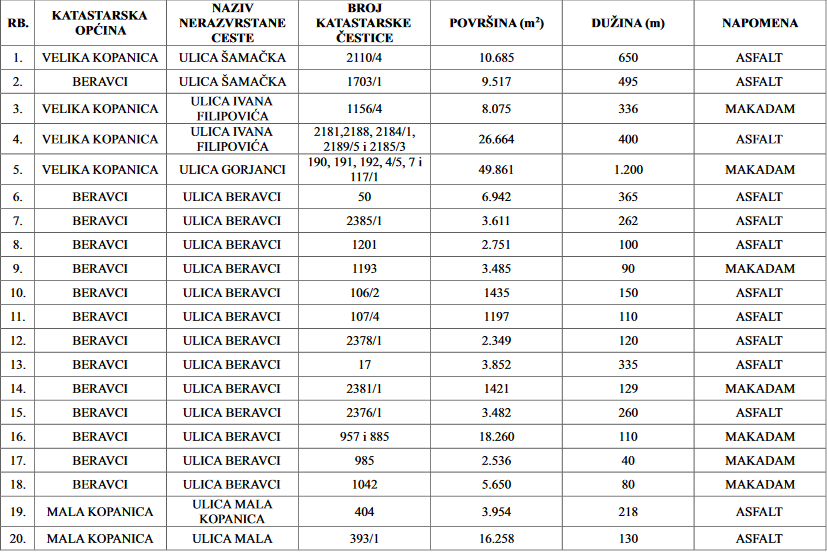 RB. KATASTARSKA OPĆINA NAZIV NERAZVRSTANE CESTE BROJ KATASTARSKE ČESTICE POVRŠINA (m²) DUŽINA (m) NAPOMENA
1. VELIKA KOPANICA ULICA ŠAMAČKA 2110/4 10.685 650 ASFALT
2. BERAVCI ULICA ŠAMAČKA 1703/1 9.517 495 ASFALT
3. VELIKA KOPANICA ULICA IVANA FILIPOVIĆA 1156/4 8.075 336 MAKADAM
4. VELIKA KOPANICA ULICA IVANA FILIPOVIĆA 2181,2188, 2184/1, 2189/5 i 2185/3 26.664 400 ASFALT
5. VELIKA KOPANICA ULICA GORJANCI 190, 191, 192, 4/5, 7 i 117/1 49.861 1.200 MAKADAM
6. BERAVCI ULICA BERAVCI 50 6.942 365 ASFALT
7. BERAVCI ULICA BERAVCI 2385/1 3.611 262 ASFALT
8. BERAVCI ULICA BERAVCI 1201 2.751 100 ASFALT
9. BERAVCI ULICA BERAVCI 1193 3.485 90 MAKADAM
10. BERAVCI ULICA BERAVCI 106/2 1435 150 ASFALT
11. BERAVCI ULICA BERAVCI 107/4 1197 110 ASFALT
12. BERAVCI ULICA BERAVCI 2378/1 2.349 120 ASFALT
13. BERAVCI ULICA BERAVCI 17 3.852 335 ASFALT
14. BERAVCI ULICA BERAVCI 2381/1 1421 129 MAKADAM
15. BERAVCI ULICA BERAVCI 2376/1 3.482 260 ASFALT
16. BERAVCI ULICA BERAVCI 957 i 885 18.260 110 MAKADAM
17. BERAVCI ULICA BERAVCI 985 2.536 40 MAKADAM
18. BERAVCI ULICA BERAVCI 1042 5.650 80 MAKADAM
19. MALA KOPANICA ULICA MALA KOPANICA 404 3.954 218 ASFALT
20. MALA KOPANICA ULICA MALA 393/1 16.258 130 ASFALT